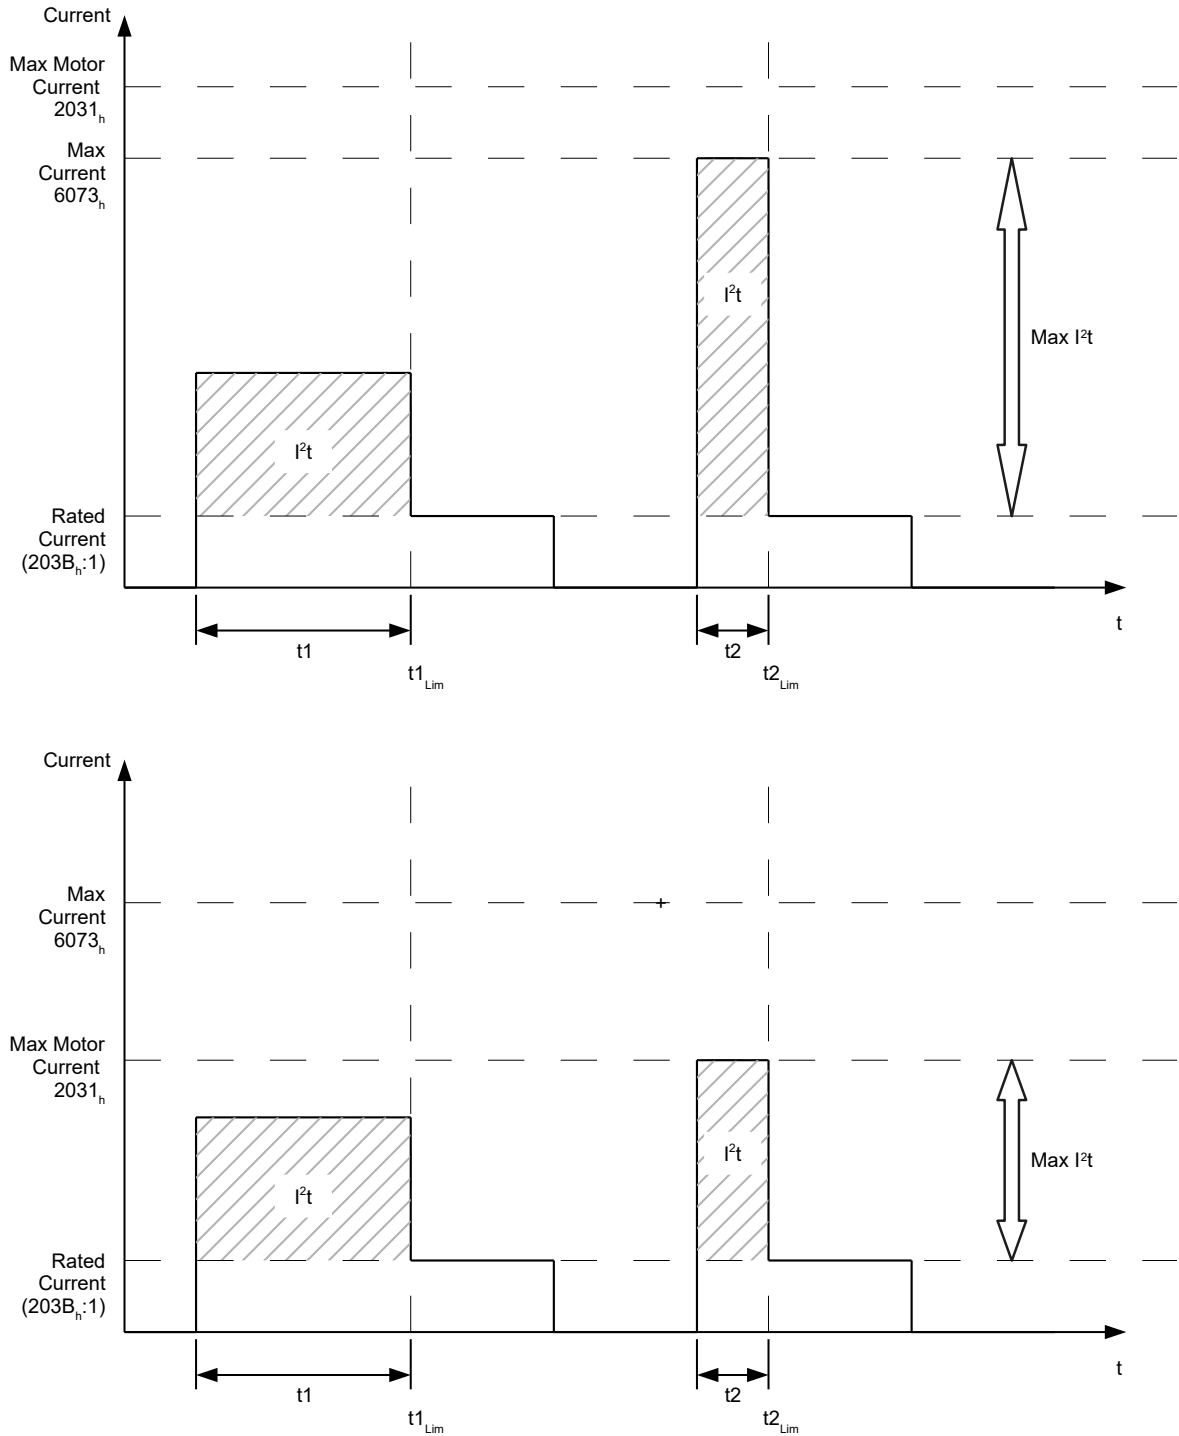 Current
Max Motor
Current
2031h
Max
Current
6073h
I²t
Max I²t
I²t
Rated
Current
(203Bh:1)
t
t1
t2
t1Lim
t2Lim
Current
Max
Current
6073h
Max Motor
Current
2031h
I²t
Max I²t
I²t
Rated
Current
(203Bh:1)
t
t1
t2
t1Lim
t2Lim